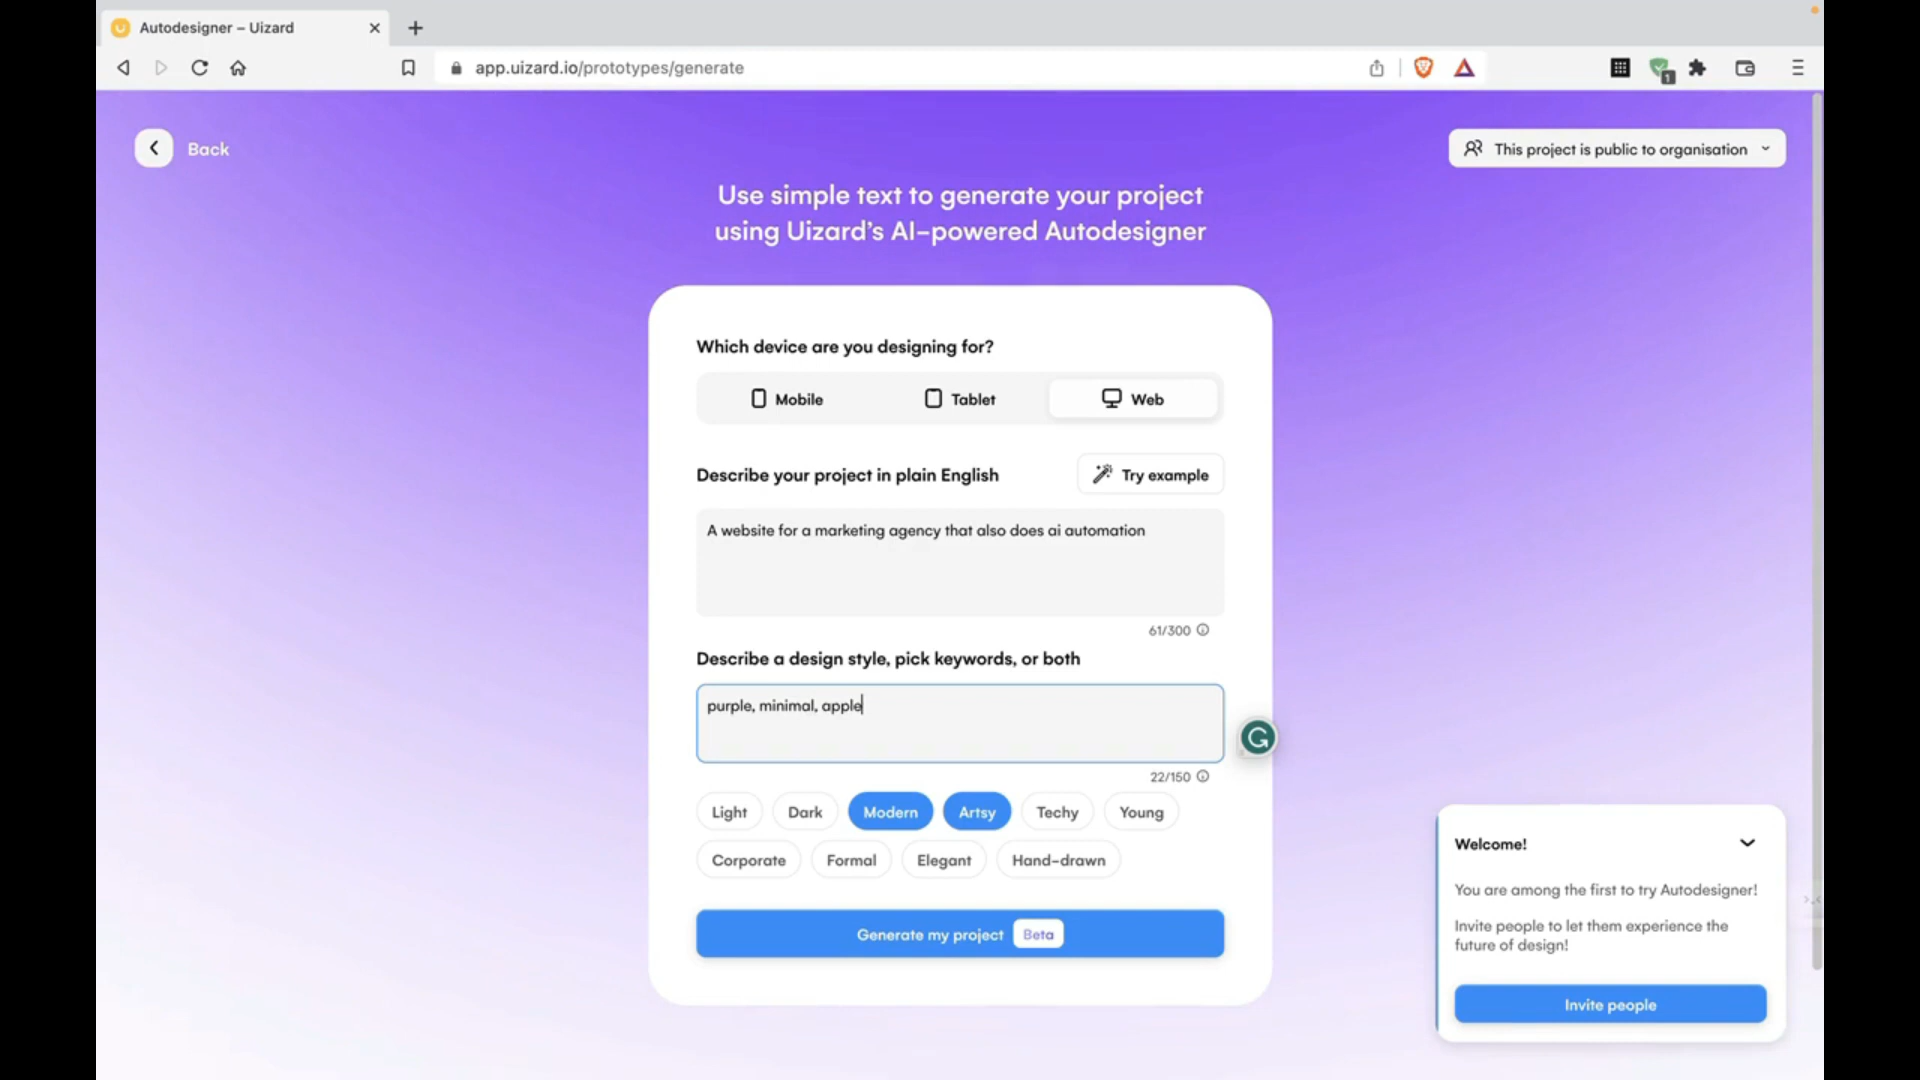 Autodesigner – Uizard
app.uizard.io/prototypes/generate
1
Back
This project is public to organisation
Use simple text to generate your project
using Uizard’s AI-powered Autodesigner
Which device are you designing for?
Mobile
Tablet
Web
Describe your project in plain English
Try example
A website for a marketing agency that also does ai automation
61/300
Describe a design style, pick keywords, or both
purple, minimal, apple
22/150
Light
Dark
Modern
Artsy
Techy
Young
Corporate
Formal
Elegant
Hand-drawn
Generate my project Beta
Welcome!
You are among the first to try Autodesigner!
Invite people to let them experience the
future of design!
Invite people